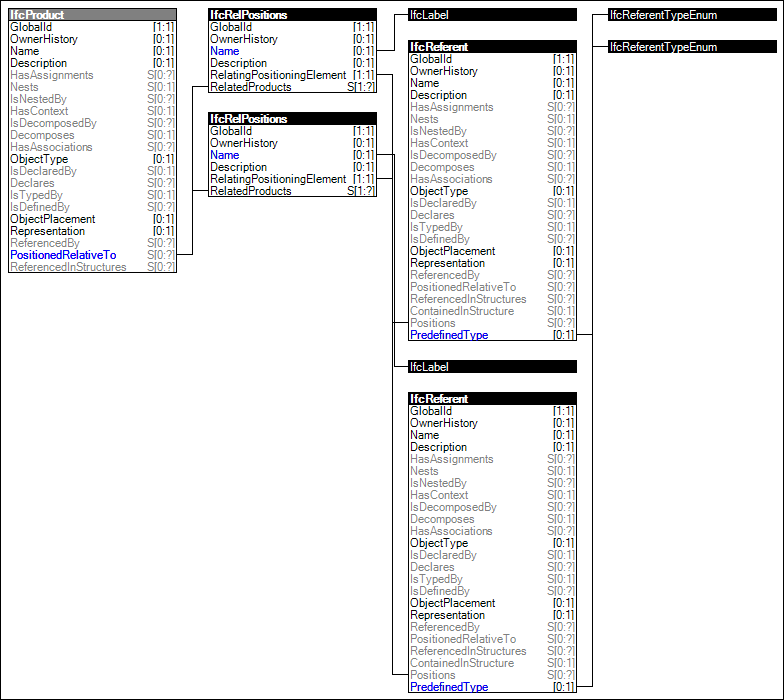 IfcProduct
GlobalId [1:1]
OwnerHistory [0:1]
Name [0:1]
Description [0:1]
HasAssignments S[0:?]
Nests S[0:1]
IsNestedBy S[0:?]
HasContext S[0:1]
IsDecomposedBy S[0:?]
Decomposes S[0:1]
HasAssociations S[0:?]
ObjectType [0:1]
IsDeclaredBy S[0:1]
Declares S[0:?]
IsTypedBy S[0:1]
IsDefinedBy S[0:?]
ObjectPlacement [0:1]
Representation [0:1]
ReferencedBy S[0:?]
PositionedRelativeTo S[0:?]
ReferencedInStructures S[0:?]
IfcRelPositions
GlobalId [1:1]
OwnerHistory [0:1]
Name [0:1]
Description [0:1]
RelatingPositioningElement [1:1]
RelatedProducts S[1:?]
IfcRelPositions
GlobalId [1:1]
OwnerHistory [0:1]
Name [0:1]
Description [0:1]
RelatingPositioningElement [1:1]
RelatedProducts S[1:?]
IfcLabel
IfcReferent
GlobalId [1:1]
OwnerHistory [0:1]
Name [0:1]
Description [0:1]
HasAssignments S[0:?]
Nests S[0:1]
IsNestedBy S[0:?]
HasContext S[0:1]
IsDecomposedBy S[0:?]
Decomposes S[0:1]
HasAssociations S[0:?]
ObjectType [0:1]
IsDeclaredBy S[0:1]
Declares S[0:?]
IsTypedBy S[0:1]
IsDefinedBy S[0:?]
ObjectPlacement [0:1]
Representation [0:1]
ReferencedBy S[0:?]
PositionedRelativeTo S[0:?]
ReferencedInStructures S[0:?]
ContainedInStructure S[0:1]
Positions S[0:?]
PredefinedType [0:1]
IfcLabel
IfcReferent
GlobalId [1:1]
OwnerHistory [0:1]
Name [0:1]
Description [0:1]
HasAssignments S[0:?]
Nests S[0:1]
IsNestedBy S[0:?]
HasContext S[0:1]
IsDecomposedBy S[0:?]
Decomposes S[0:1]
HasAssociations S[0:?]
ObjectType [0:1]
IsDeclaredBy S[0:1]
Declares S[0:?]
IsTypedBy S[0:1]
IsDefinedBy S[0:?]
ObjectPlacement [0:1]
Representation [0:1]
ReferencedBy S[0:?]
PositionedRelativeTo S[0:?]
ReferencedInStructures S[0:?]
ContainedInStructure S[0:1]
Positions S[0:?]
PredefinedType [0:1]
IfcReferentTypeEnum
IfcReferentTypeEnum